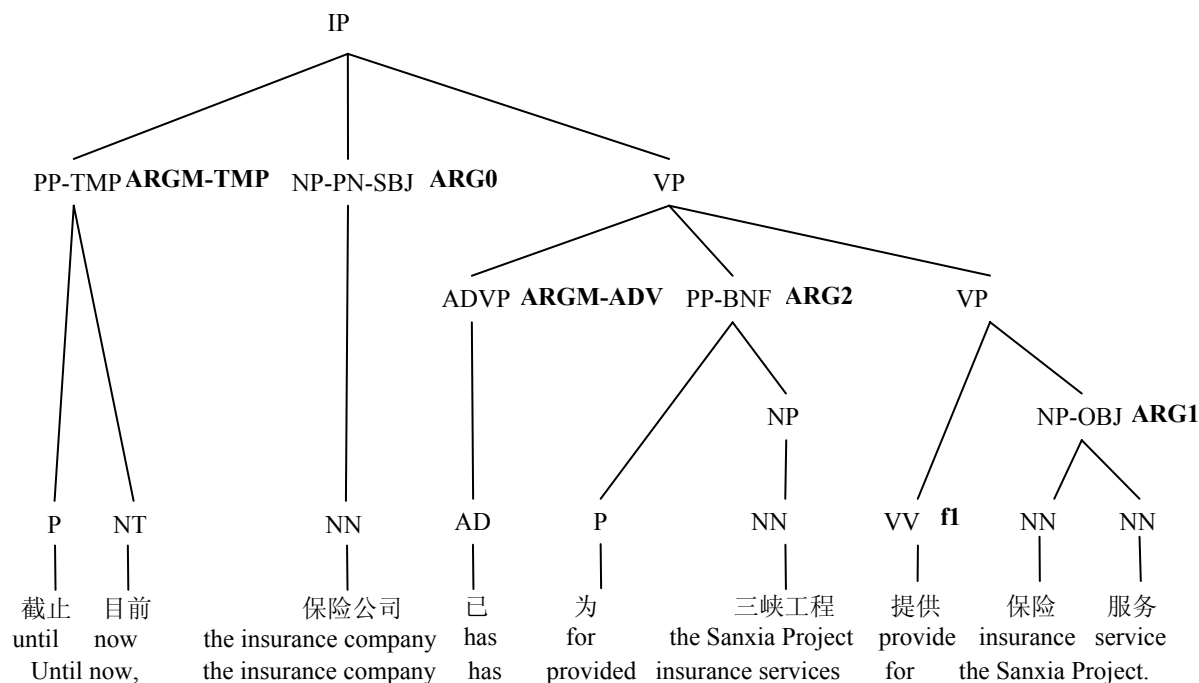 IP
PP-TMP ARGM-TMP NP-PN-SBJ ARG0 VP
ADVP ARGM-ADV PP-BNF ARG2 VP
NP NP-OBJ ARG1
P NT NN AD P NN VV f1 NN NN
截止 目前 保险公司 已 为 三峡工程 提供 保险 服务
until now the insurance company has for the Sanxia Project provide insurance service
Until now, the insurance company has provided insurance services for the Sanxia Project.